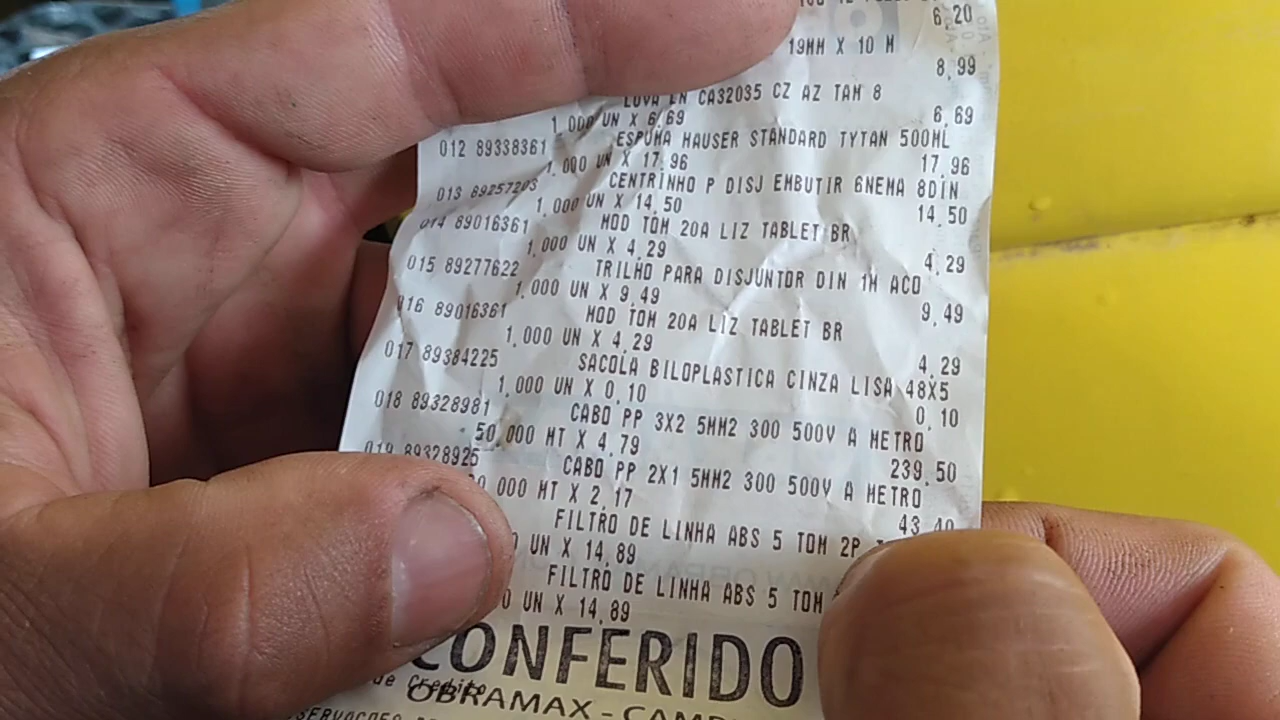 6,20
19MM X 10 M
8,99
LUVA EN CA32035 CZ AZ TAM 8
1,000 UN X 6,69 6,69
012 89338361 ESPUMA HAUSER STANDARD TYTAN 500ML
1,000 UN X 17,96 17,96
013 89257203 CENTRINHO P DISJ EMBUTIR 6NEMA 8DIN
1,000 UN X 14,50 14,50
014 89016361 MOD TOM 20A LIZ TABLET BR
1,000 UN X 4,29 4,29
015 89277622 TRILHO PARA DISJUNTOR DIN 1M ACO
1,000 UN X 9,49 9,49
016 89016361 MOD TOM 20A LIZ TABLET BR
1,000 UN X 4,29 4,29
017 89384225 SACOLA BILOPLASTICA CINZA LISA 48X5
1,000 UN X 0,10 0,10
018 89328981 CABO PP 3X2 5MM2 300 500V A METRO
50,000 MT X 4,79 239,50
019 89328925 CABO PP 2X1 5MM2 300 500V A METRO
000 MT X 2,17 43,40
FILTRO DE LINHA ABS 5 TOM 2P
UN X 14,89
FILTRO DE LINHA ABS 5 TOM
0 UN X 14,89
CONFERIDO
de Credito
OBRAMAX - CAMP